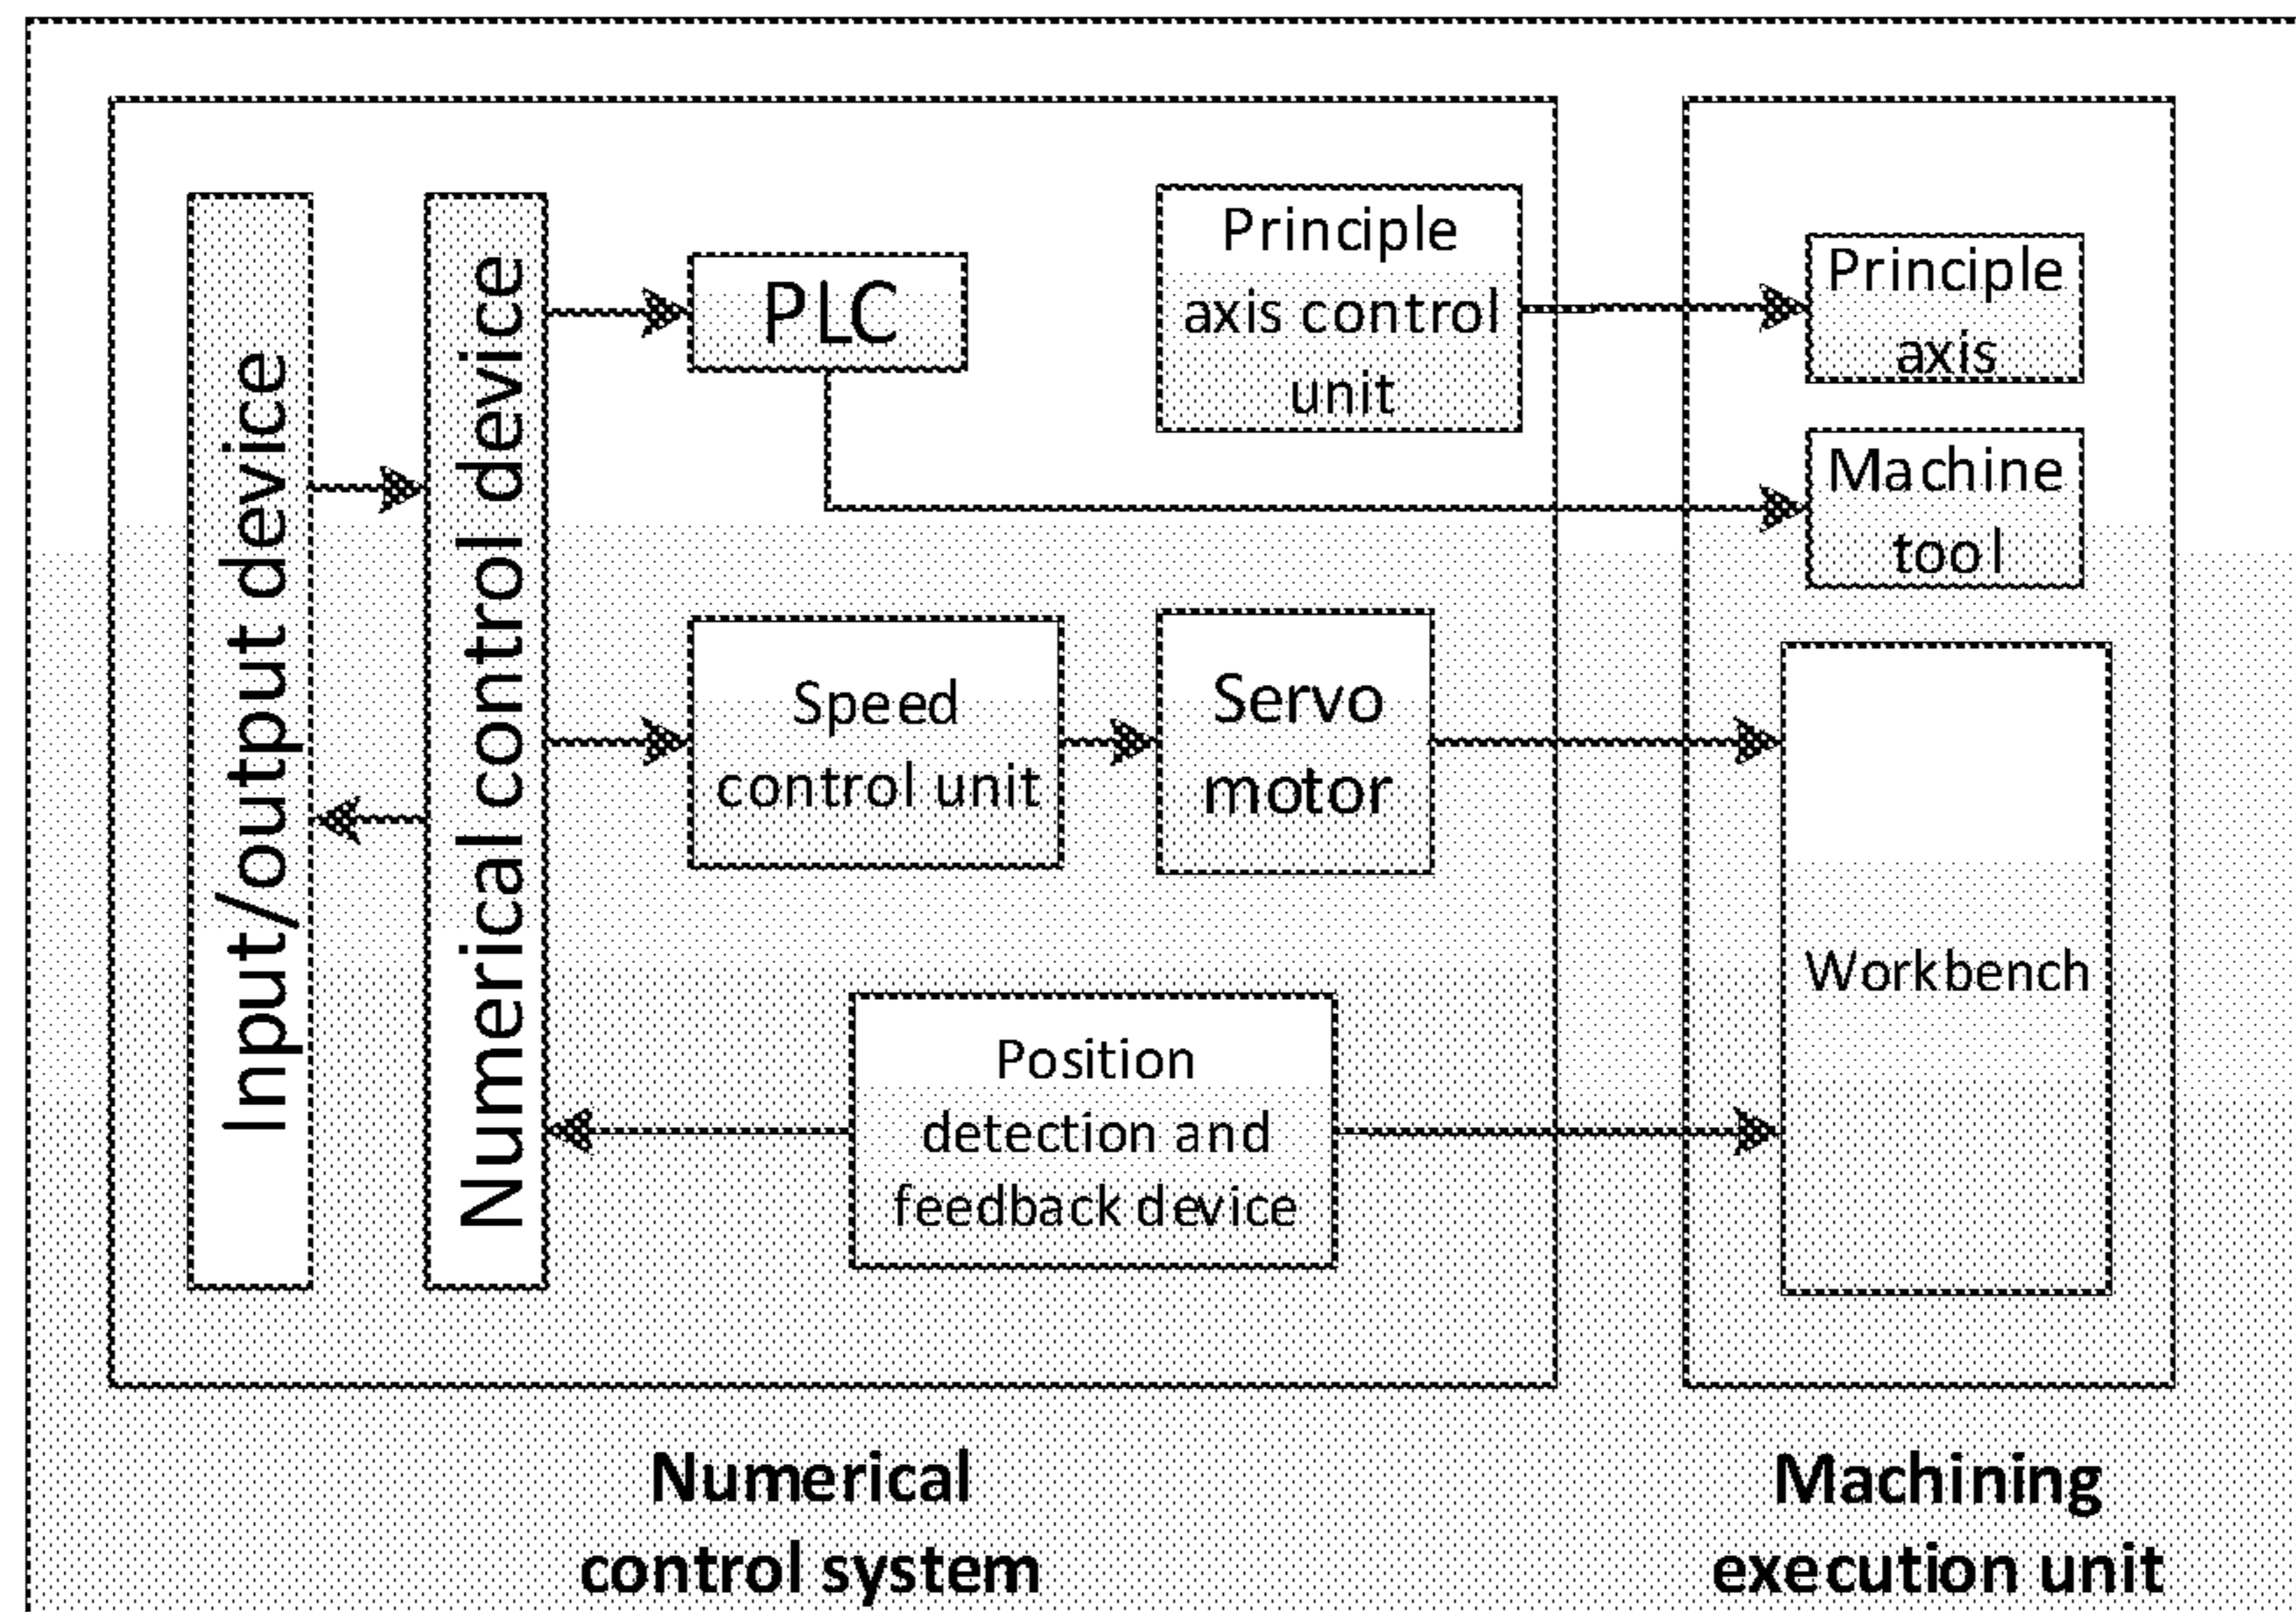 Input/output device
Numerical control device
PLC
Principle
axis control
unit
Principle
axis
Machine
tool
Speed
control unit
Servo
motor
Workbench
Position
detection and
feedback device
Numerical
control system
Machining
execution unit